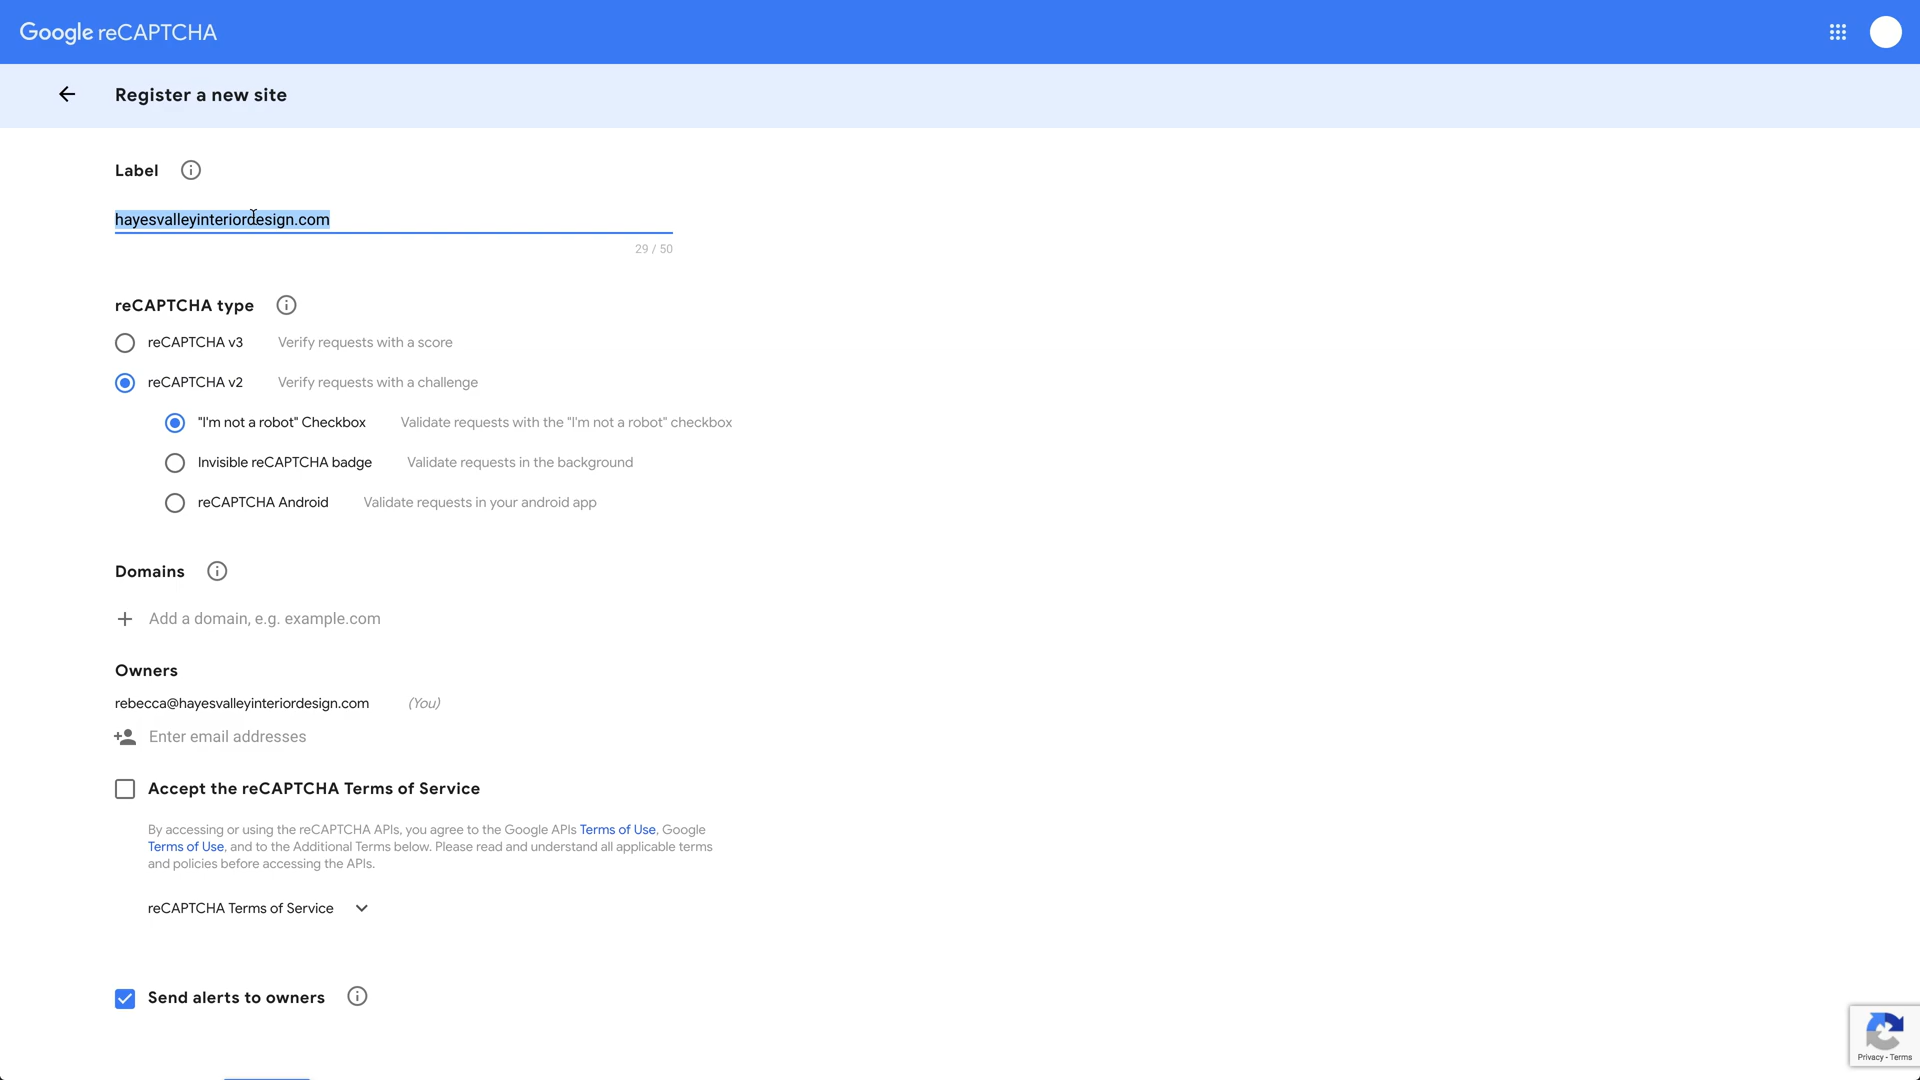 Google reCAPTCHA
Register a new site
Label
hayesvalleyinteriordesign.com
29 / 50
reCAPTCHA type
reCAPTCHA v3 Verify requests with a score
reCAPTCHA v2 Verify requests with a challenge
"I'm not a robot" Checkbox Validate requests with the "I'm not a robot" checkbox
Invisible reCAPTCHA badge Validate requests in the background
reCAPTCHA Android Validate requests in your android app
Domains
Add a domain, e.g. example.com
Owners
rebecca@hayesvalleyinteriordesign.com (You)
Enter email addresses
Accept the reCAPTCHA Terms of Service
By accessing or using the reCAPTCHA APIs, you agree to the Google APIs Terms of Use, Google
Terms of Use, and to the Additional Terms below. Please read and understand all applicable terms
and policies before accessing the APIs.
reCAPTCHA Terms of Service
Send alerts to owners
Privacy - Terms